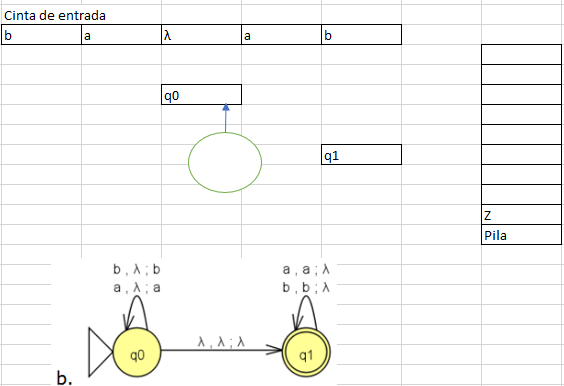 Cinta de entrada
b a λ a b
q0
q1
Z
Pila
b , λ ; b
a , λ ; a
a , a ; λ
b , b ; λ
λ , λ ; λ
q0
q1
b.